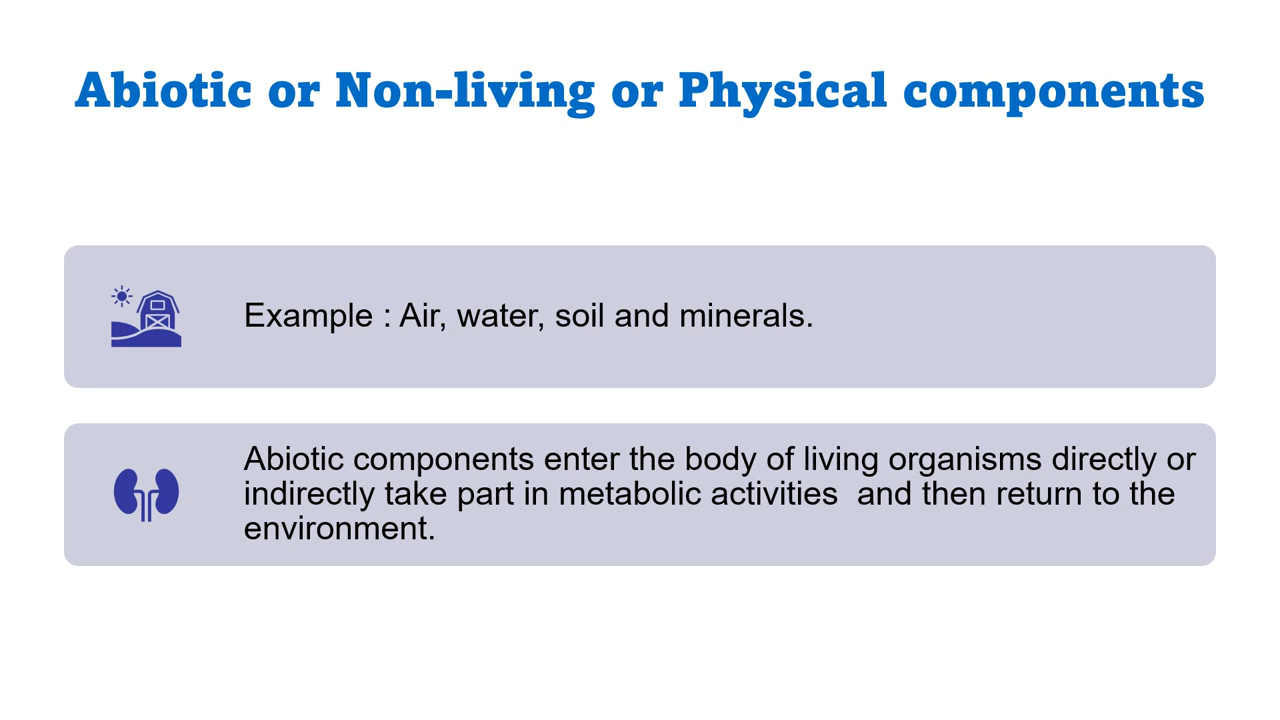 Abiotic or Non-living or Physical components
Example : Air, water, soil and minerals.
Abiotic components enter the body of living organisms directly or
indirectly take part in metabolic activities  and then return to the
environment.